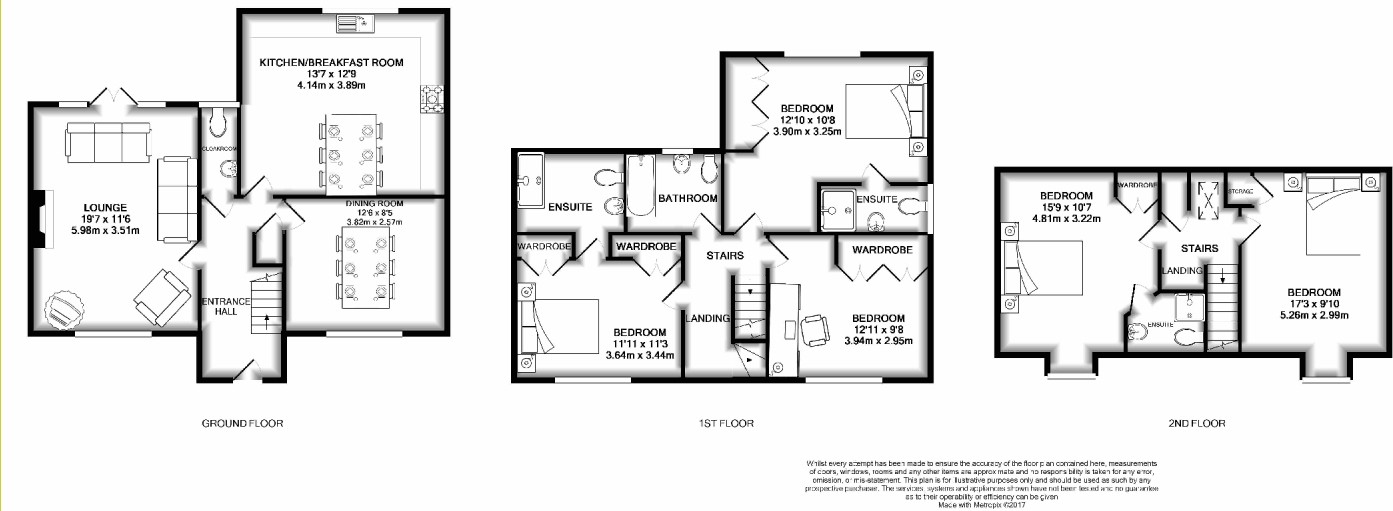 KITCHEN/BREAKFAST ROOM
13'7 x 12'9
4.14m x 3.89m
CLOAKROOM
LOUNGE
19'7 x 11'6
5.98m x 3.51m
DINING ROOM
12'6 x 8'5
3.82m x 2.57m
ENTRANCE
HALL
GROUND FLOOR
BEDROOM
12'10 x 10'8
3.90m x 3.25m
ENSUITE
BATHROOM
ENSUITE
WARDROBE
WARDROBE
STAIRS
WARDROBE
LANDING
BEDROOM
11'11 x 11'3
3.64m x 3.44m
BEDROOM
12'11 x 9'8
3.94m x 2.95m
1ST FLOOR
BEDROOM
15'9 x 10'7
4.81m x 3.22m
WARDROBE
STORAGE
STAIRS
LANDING
ENSUITE
BEDROOM
17'3 x 9'10
5.26m x 2.99m
2ND FLOOR
Whilst every attempt has been made to ensure the accuracy of the floor plan contained here, measurements
of doors, windows, rooms and any other items are approximate and no responsibility is taken for any error,
omission, or mis-statement. This plan is for illustrative purposes only and should be used as such by any
prospective purchaser. The services, systems and appliances shown have not been tested and no guarantee
as to their operability or efficiency can be given
Made with Metropix ©2017